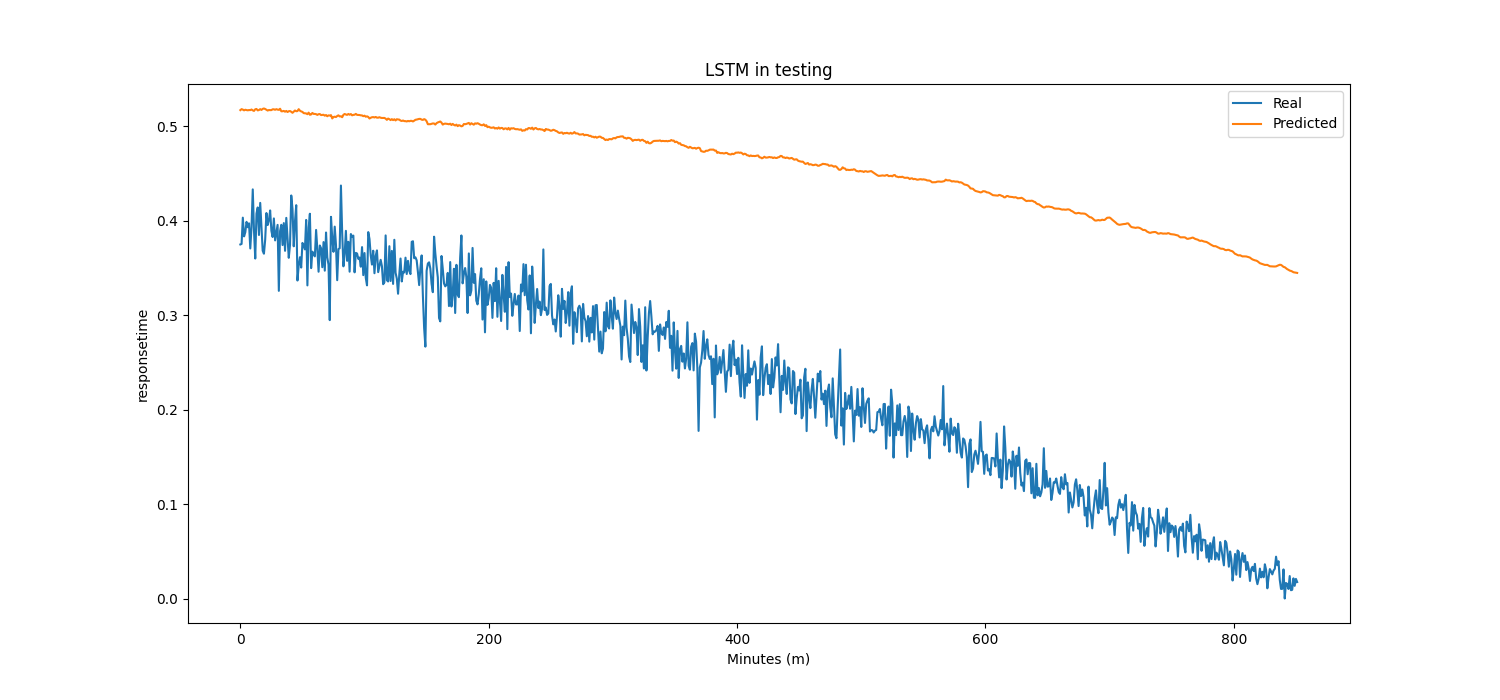 LSTM in testing
Real
Predicted
responsetime
0.5
0.4
0.3
0.2
0.1
0.0
0 200 400 600 800
Minutes (m)